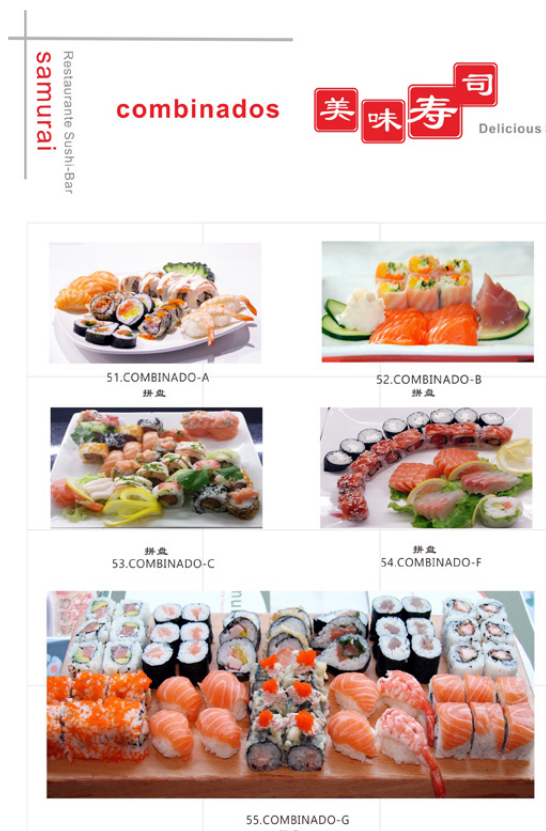 samurai
Restaurante Sushi-Bar
combinados
美味寿司
Delicious
51.COMBINADO-A
拼盘
52.COMBINADO-B
拼盘
拼盘
53.COMBINADO-C
拼盘
54.COMBINADO-F
55.COMBINADO-G